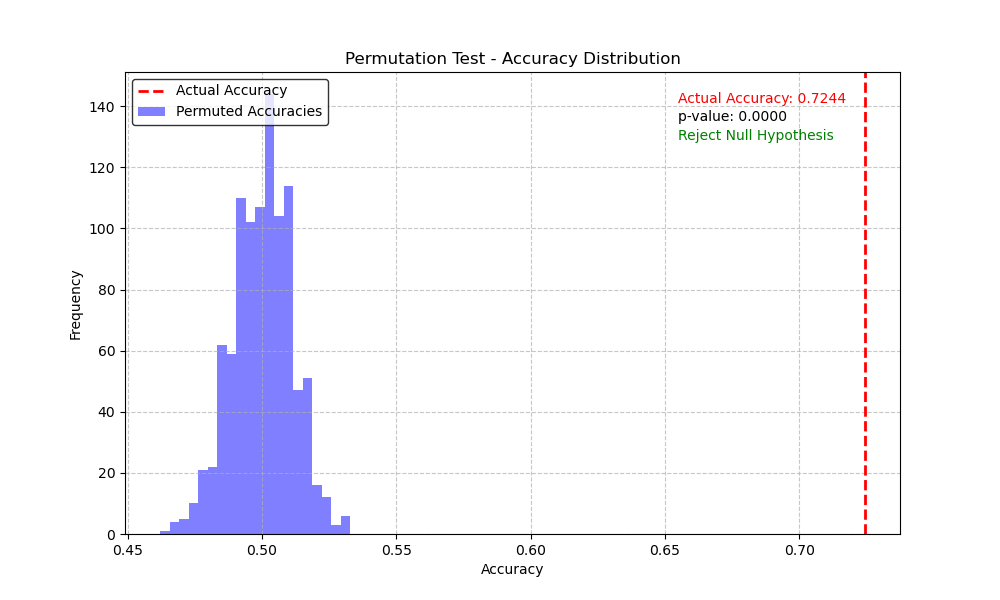 Permutation Test - Accuracy Distribution
Actual Accuracy
Permuted Accuracies
Actual Accuracy: 0.7244
p-value: 0.0000
Reject Null Hypothesis
Frequency
140
120
100
80
60
40
20
0
0.45 0.50 0.55 0.60 0.65 0.70
Accuracy